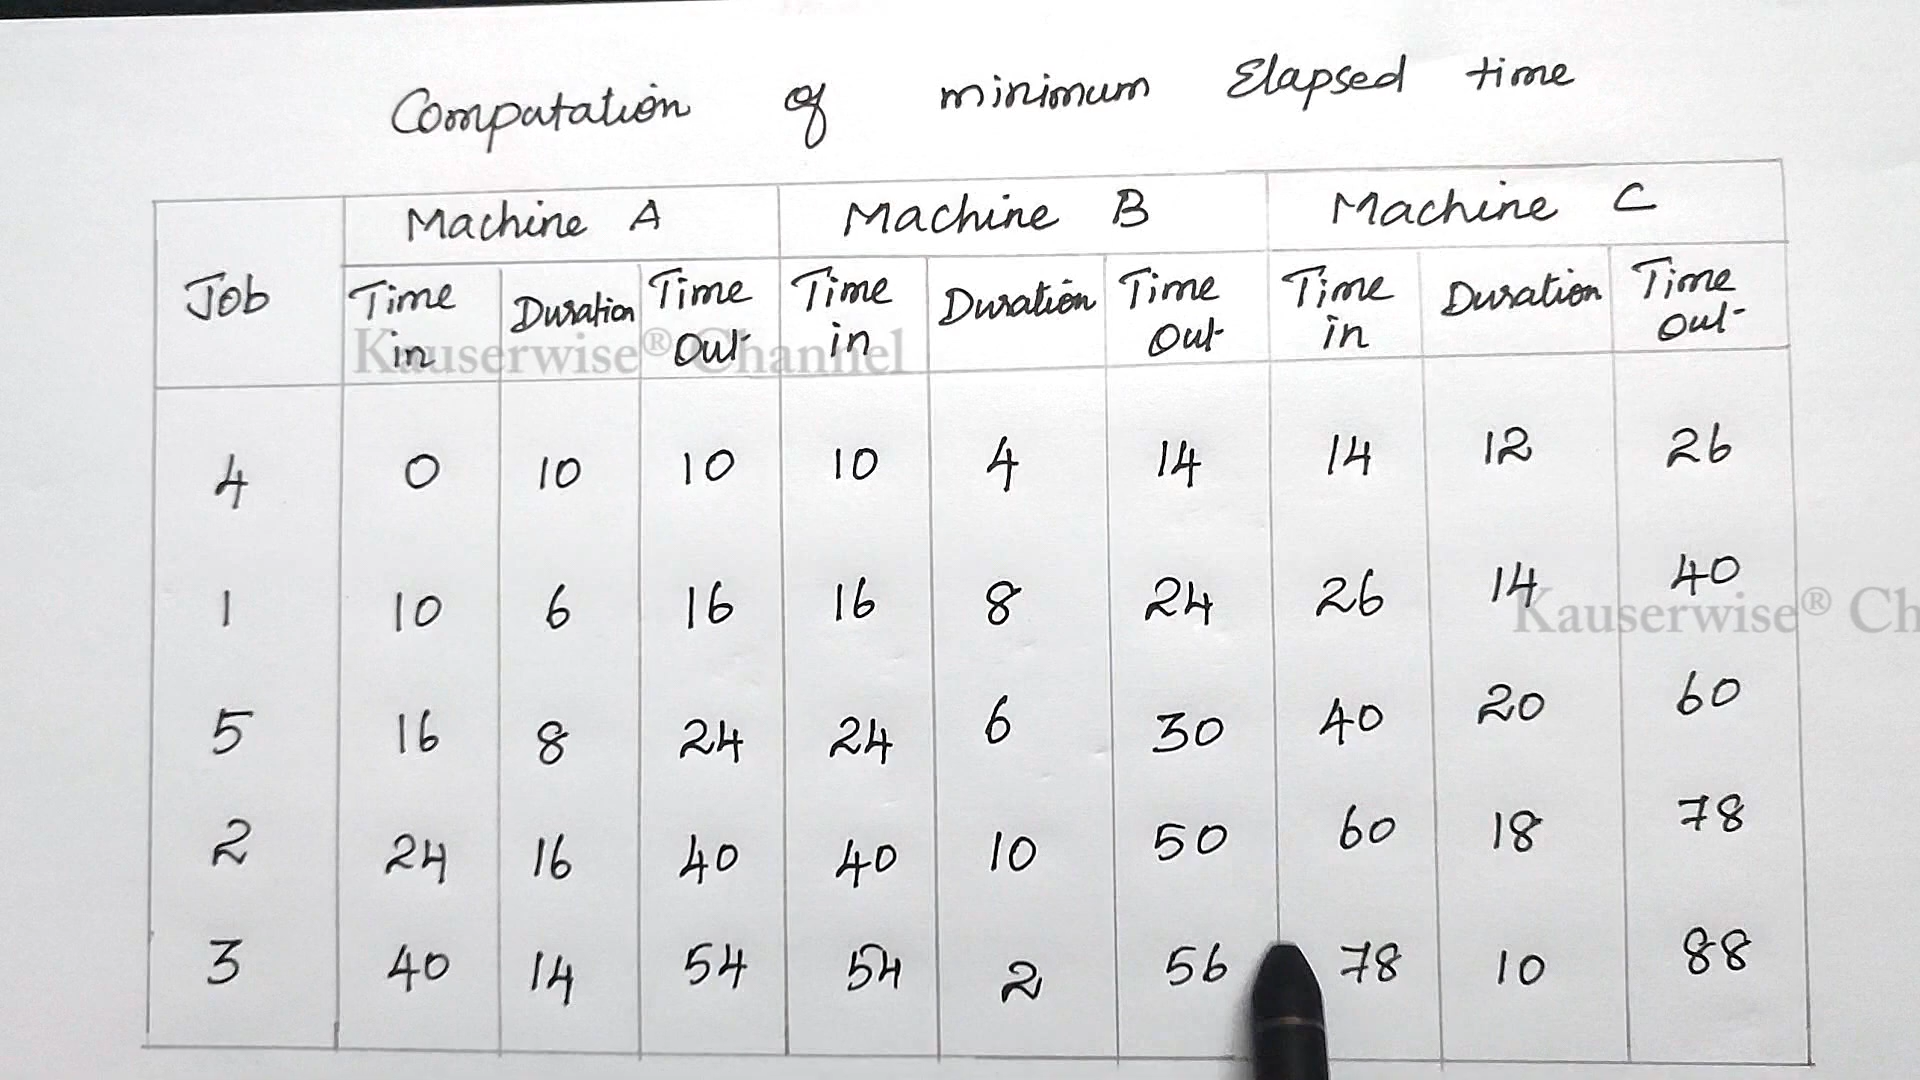 Computation of minimum Elapsed time
Machine A Machine B Machine C
Job Time in Duration Time Out Time in Duration Time Out Time in Duration Time Out
Kauserwise® Channel
4 0 10 10 10 4 14 14 12 26
1 10 6 16 16 8 24 26 14 40
Kauserwise® Ch
5 16 8 24 24 6 30 40 20 60
2 24 16 40 40 10 50 60 18 78
3 40 14 54 54 2 56 78 10 88